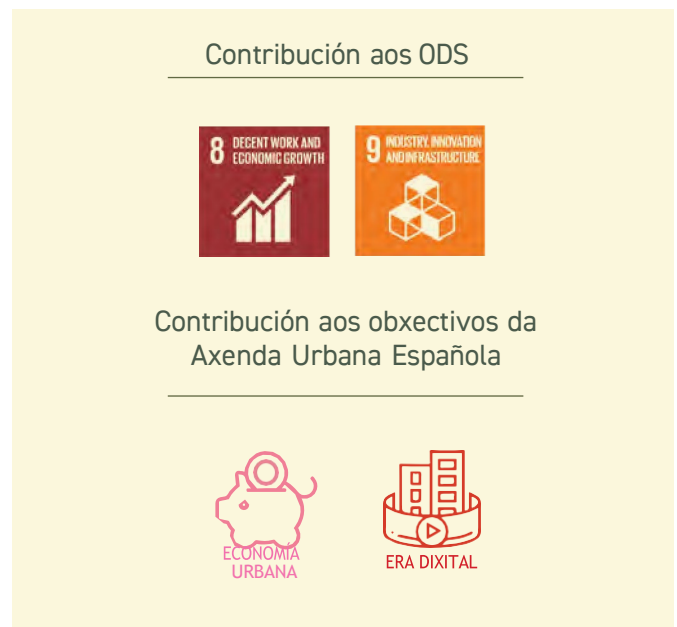 Contribución aos ODS
8 DECENT WORK AND
ECONOMIC GROWTH
9 INDUSTRY, INNOVATION
AND INFRASTRUCTURE
Contribución aos obxectivos da
Axenda Urbana Española
ECONOMÍA
URBANA
ERA DIXITAL